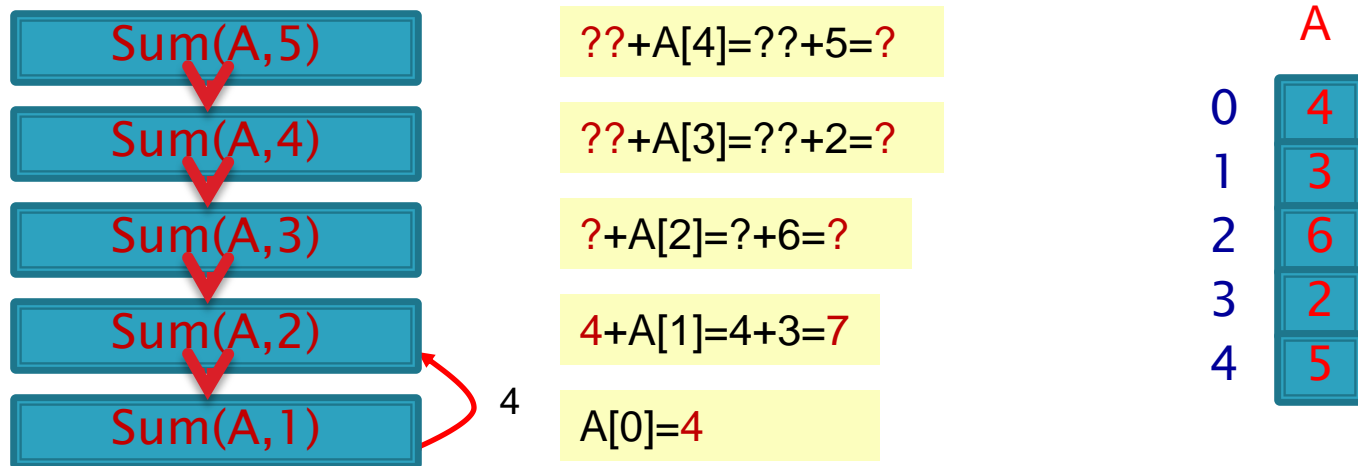 Sum(A,5)
??+A[4]=??+5=?
A
Sum(A,4)
??+A[3]=??+2=?
0 4
1 3
Sum(A,3)
?+A[2]=?+6=?
2 6
3 2
Sum(A,2)
4+A[1]=4+3=7
4 5
4
Sum(A,1)
A[0]=4